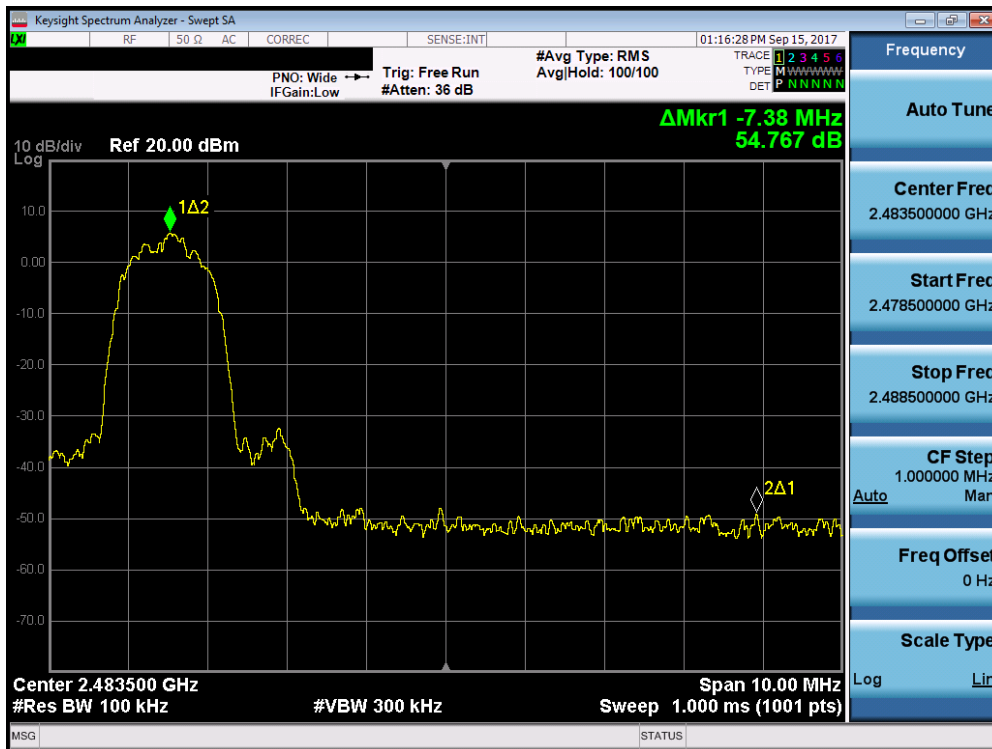 Keysight Spectrum Analyzer - Swept SA
LXI RF 50 Ω AC CORREC SENSE:INT 01:16:28 PM Sep 15, 2017
#Avg Type: RMS TRACE 1 2 3 4 5 6
PNO: Wide Trig: Free Run Avg|Hold: 100/100 TYPE M WWWWW
IFGain:Low #Atten: 36 dB DET P N N N N N
ΔMkr1 -7.38 MHz
54.767 dB
10 dB/div Ref 20.00 dBm
Log
1Δ2
10.0
0.00
-10.0
-20.0
-30.0
-40.0
2Δ1
-50.0
-60.0
-70.0
Center 2.483500 GHz Span 10.00 MHz
#Res BW 100 kHz #VBW 300 kHz Sweep 1.000 ms (1001 pts)
MSG STATUS
Frequency
Auto Tune
Center Freq
2.483500000 GHz
Start Freq
2.478500000 GHz
Stop Freq
2.488500000 GHz
CF Step
1.000000 MHz
Auto Man
Freq Offset
0 Hz
Scale Type
Log Lin